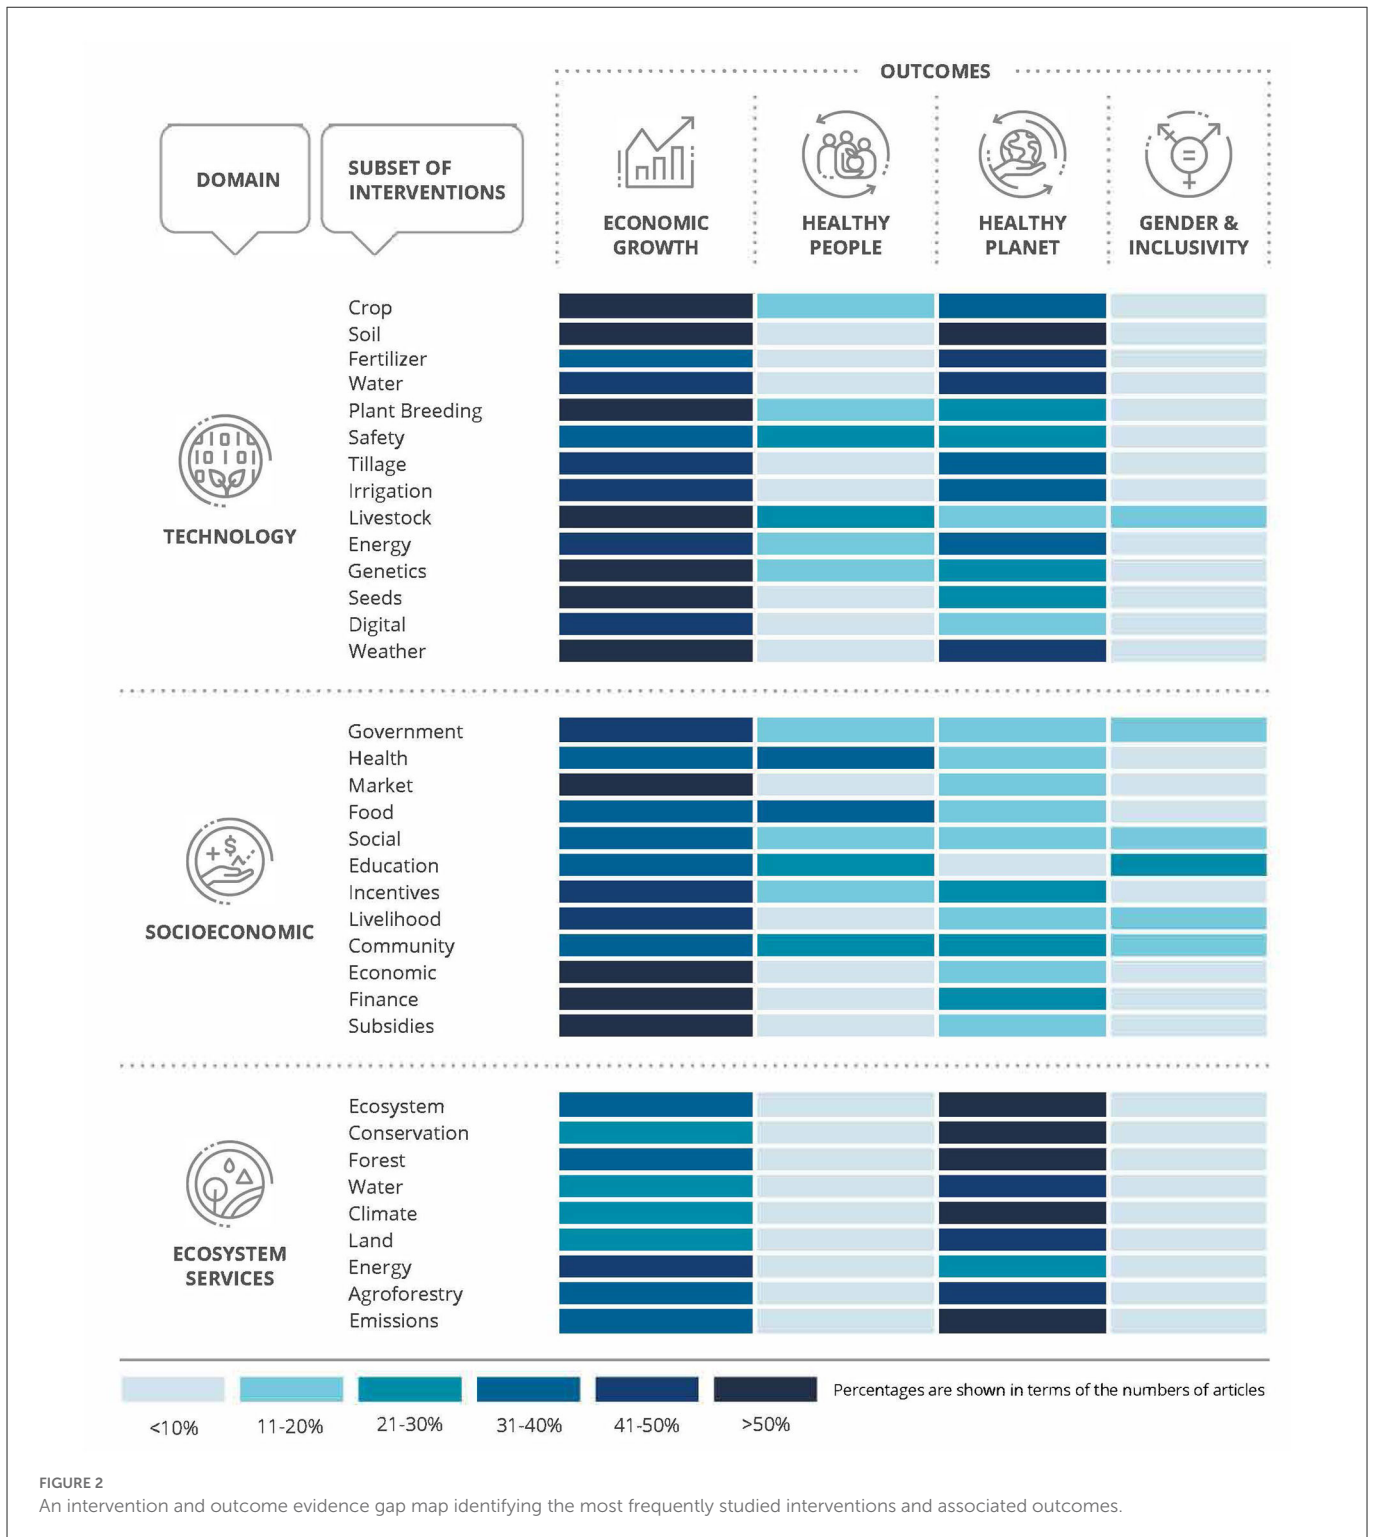 OUTCOMES
DOMAIN
SUBSET OF
INTERVENTIONS
ECONOMIC
GROWTH
HEALTHY
PEOPLE
HEALTHY
PLANET
GENDER &
INCLUSIVITY
TECHNOLOGY
Crop
Soil
Fertilizer
Water
Plant Breeding
Safety
Tillage
Irrigation
Livestock
Energy
Genetics
Seeds
Digital
Weather
SOCIOECONOMIC
Government
Health
Market
Food
Social
Education
Incentives
Livelihood
Community
Economic
Finance
Subsidies
ECOSYSTEM
SERVICES
Ecosystem
Conservation
Forest
Water
Climate
Land
Energy
Agroforestry
Emissions
<10%
11-20%
21-30%
31-40%
41-50%
>50%
Percentages are shown in terms of the numbers of articles
FIGURE 2
An intervention and outcome evidence gap map identifying the most frequently studied interventions and associated outcomes.